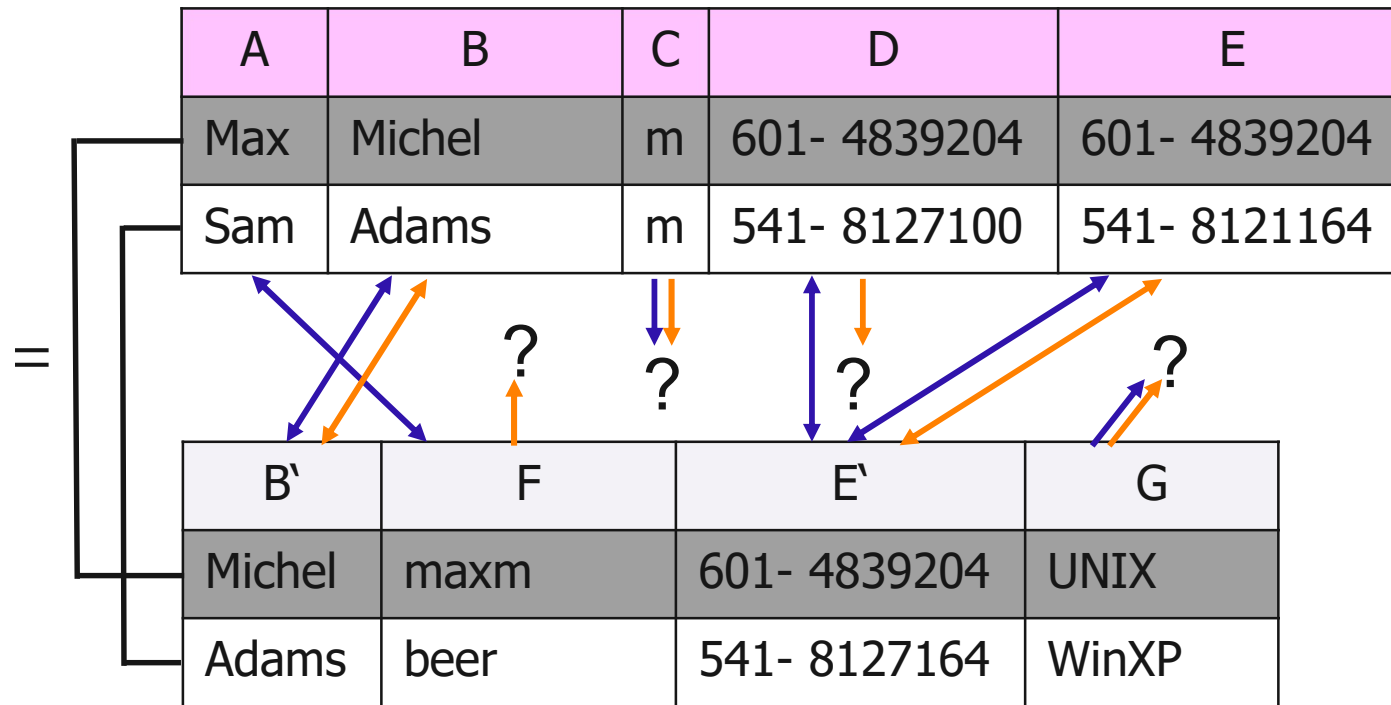 A B C D E
Max Michel m 601- 4839204 601- 4839204
Sam Adams m 541- 8127100 541- 8121164
? ? ? ?
=
B‘ F E‘ G
Michel maxm 601- 4839204 UNIX
Adams beer 541- 8127164 WinXP